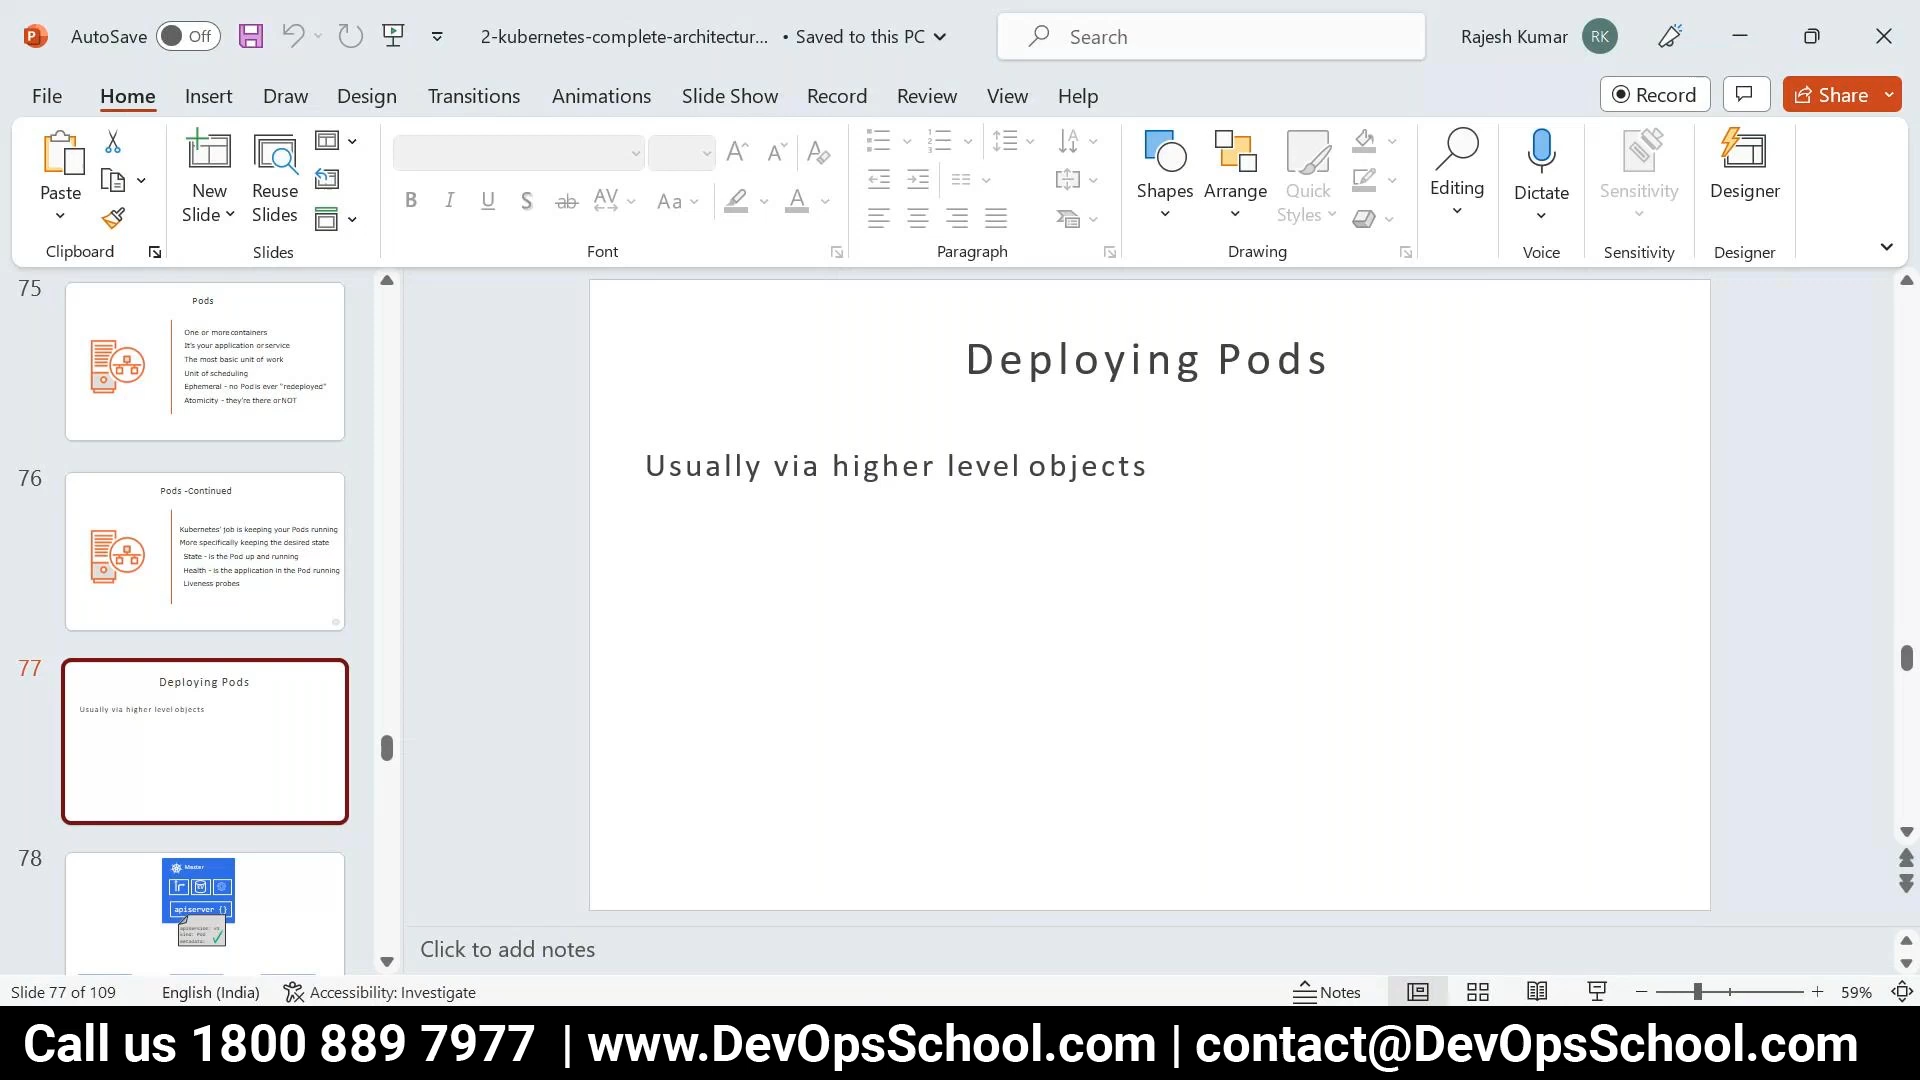 AutoSave Off 2-kubernetes-complete-architectur... • Saved to this PC Search Rajesh Kumar RK
File Home Insert Draw Design Transitions Animations Slide Show Record Review View Help Record Share
Paste
New Slide
Reuse Slides
B I U S ab AV Aa A
Shapes
Arrange
Quick Styles
Editing
Dictate
Sensitivity
Designer
Clipboard Slides Font Paragraph Drawing Voice Sensitivity Designer
75
Pods
One or more containers
It's your application or service
The most basic unit of work
Unit of scheduling
Ephemeral - no Pod is ever "redeployed"
Atomicity - they're there or NOT
76
Pods -Continued
Kubernetes' job is keeping your Pods running
More specifically keeping the desired state
State - is the Pod up and running
Health - is the application in the Pod running
Liveness probes
77
Deploying Pods
Usually via higher level objects
78
Master
apiserver {}
kind: Pod
metadata:
Deploying Pods
Usually via higher level objects
Click to add notes
Slide 77 of 109 English (India) Accessibility: Investigate Notes 59%
Call us 1800 889 7977 | www.DevOpsSchool.com | contact@DevOpsSchool.com